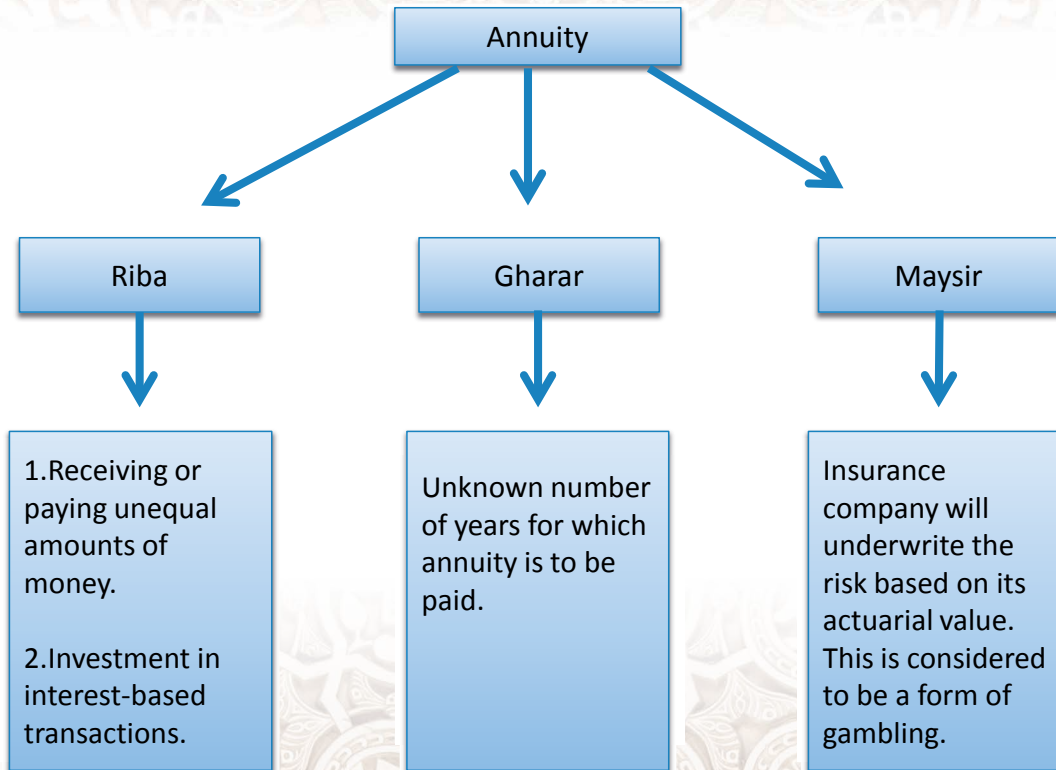 Annuity
Riba
Gharar
Maysir
1.Receiving or
paying unequal
amounts of
money.
2.Investment in
interest-based
transactions.
Unknown number
of years for which
annuity is to be
paid.
Insurance
company will
underwrite the
risk based on its
actuarial value.
This is considered
to be a form of
gambling.